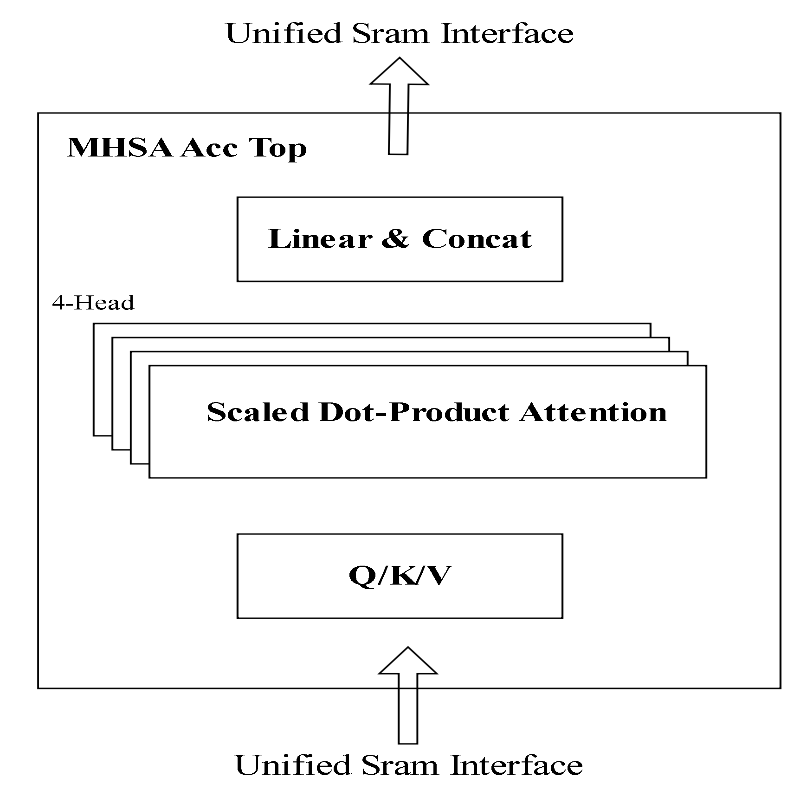 Unified Sram Interface
MHSA Acc Top
Linear & Concat
4-Head
Scaled Dot-Product Attention
Q/K/V
Unified Sram Interface